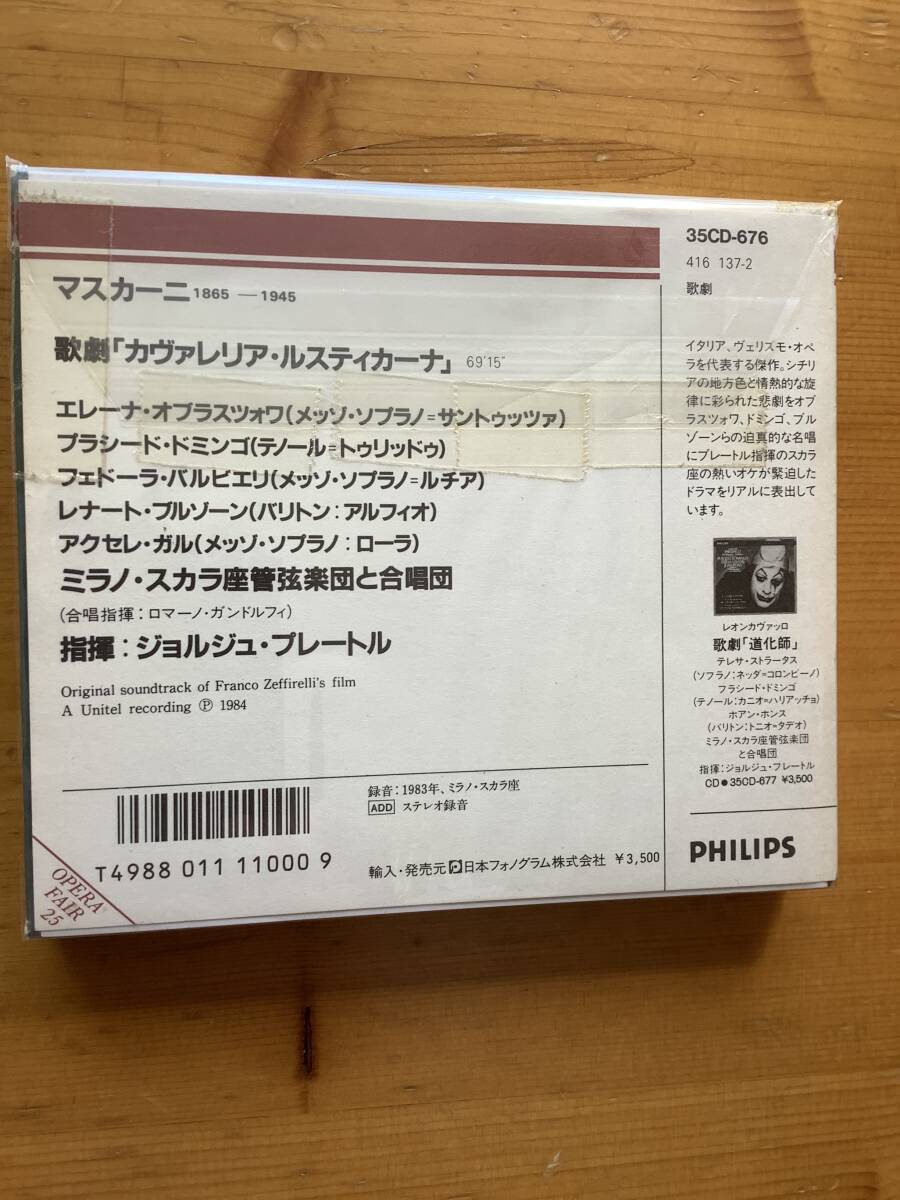 マスカーニ 1865 — 1945
歌劇「カヴァレリア・ルスティカーナ」 69'15"
エレーナ・オブラスツォワ(メッゾ・ソプラノ=サントゥッツァ)
プラシード・ドミンゴ(テノール=トゥリッドゥ)
フェドーラ・バルビエリ(メッゾ・ソプラノ=ルチア)
レナート・ブルゾーン(バリトン:アルフィオ)
アクセレ・ガル(メッゾ・ソプラノ:ローラ)
ミラノ・スカラ座管弦楽団と合唱団
(合唱指揮:ロマーノ・ガンドルフィ)
指揮:ジョルジュ・プレートル
Original soundtrack of Franco Zeffirelli's film
A Unitel recording Ⓟ 1984
録音:1983年、ミラノ・スカラ座
ADD ステレオ録音
T4988 011 11000 9
輸入・発売元 日本フォノグラム株式会社 ¥3,500
OPERA
FAIR
25
35CD-676
416 137-2
歌劇
イタリア、ヴェリズモ・オペ
ラを代表する傑作。シチリ
アの地方色と情熱的な旋
律に彩られた悲劇をオブ
ラスツォワ、ドミンゴ、ブル
ゾーンらの迫真的な名唱
にプレートル指揮のスカラ
座の熱いオケが緊迫した
ドラマをリアルに表出して
います。
レオンカヴァッロ
歌劇「道化師」
テレサ・ストラータス
(ソプラノ:ネッダ=コロンビーノ)
プラシード・ドミンゴ
(テノール:カニオ=ハリアッチョ)
ホアン・ホンス
(バリトン:トニオ=タデオ)
ミラノ・スカラ座管弦楽団
と合唱団
指揮:ジョルジュ・プレートル
CD●35CD-677 ¥3,500
PHILIPS